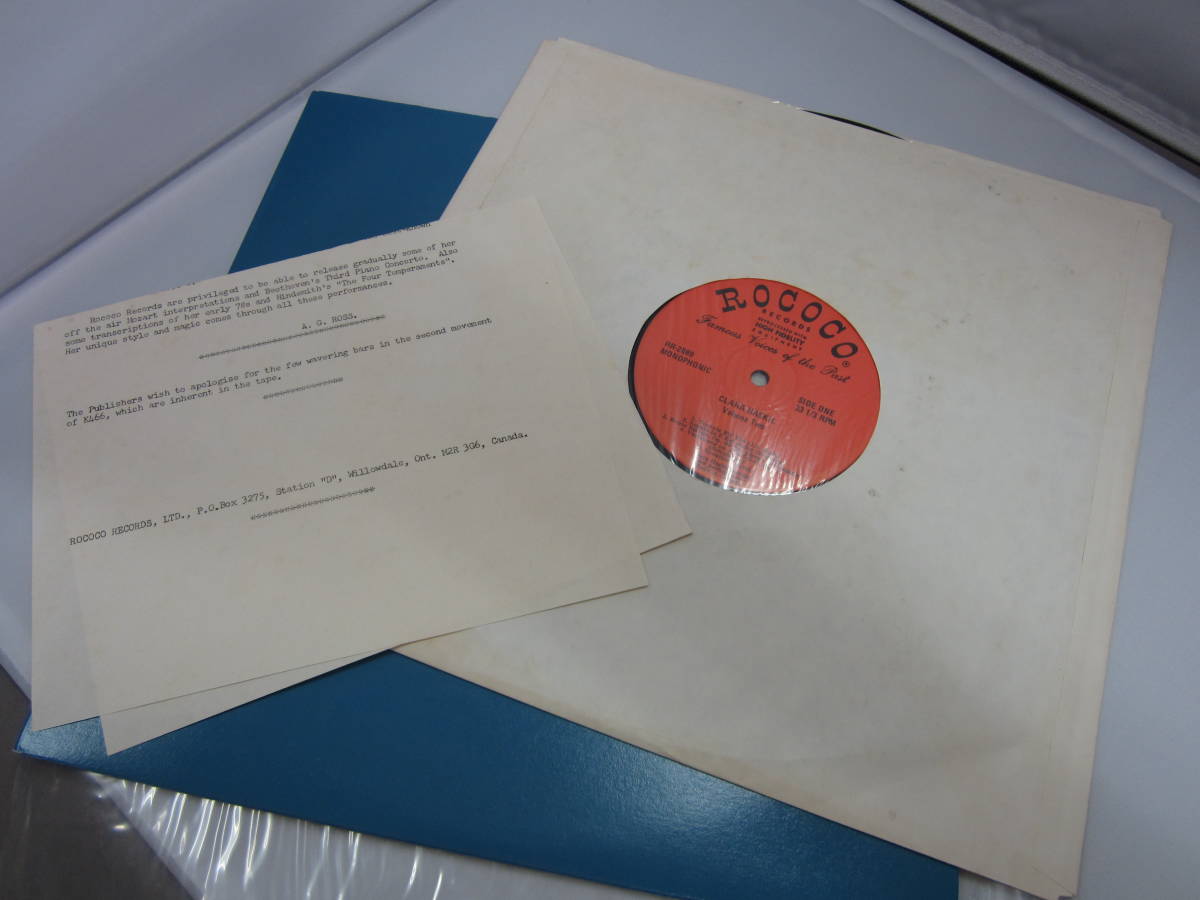 Rococo Records are privileged to be able to release gradually some of her
off the air Mozart interpretations and Beethoven's Third Piano Concerto. Also
some transcriptions of her early 78s and Hindemith's "The Four Temperaments".
Her unique style and magic comes through all these performances.
A. G. ROSS.
The Publishers wish to apologise for the few wavering bars in the second movement
of K466, which are inherent in the tape.
ROCOCO RECORDS, LTD., P.O.Box 3275, Station "D", Willowdale, Ont. M2R 3G6, Canada.
ROCOCO®
RECORDS
HIGH FIDELITY
EQUIPMENT
Famous Voices of the Past
MONOPHONIC
SIDE ONE
33 1/3 RPM
CLARA HASKIL
Volume Two